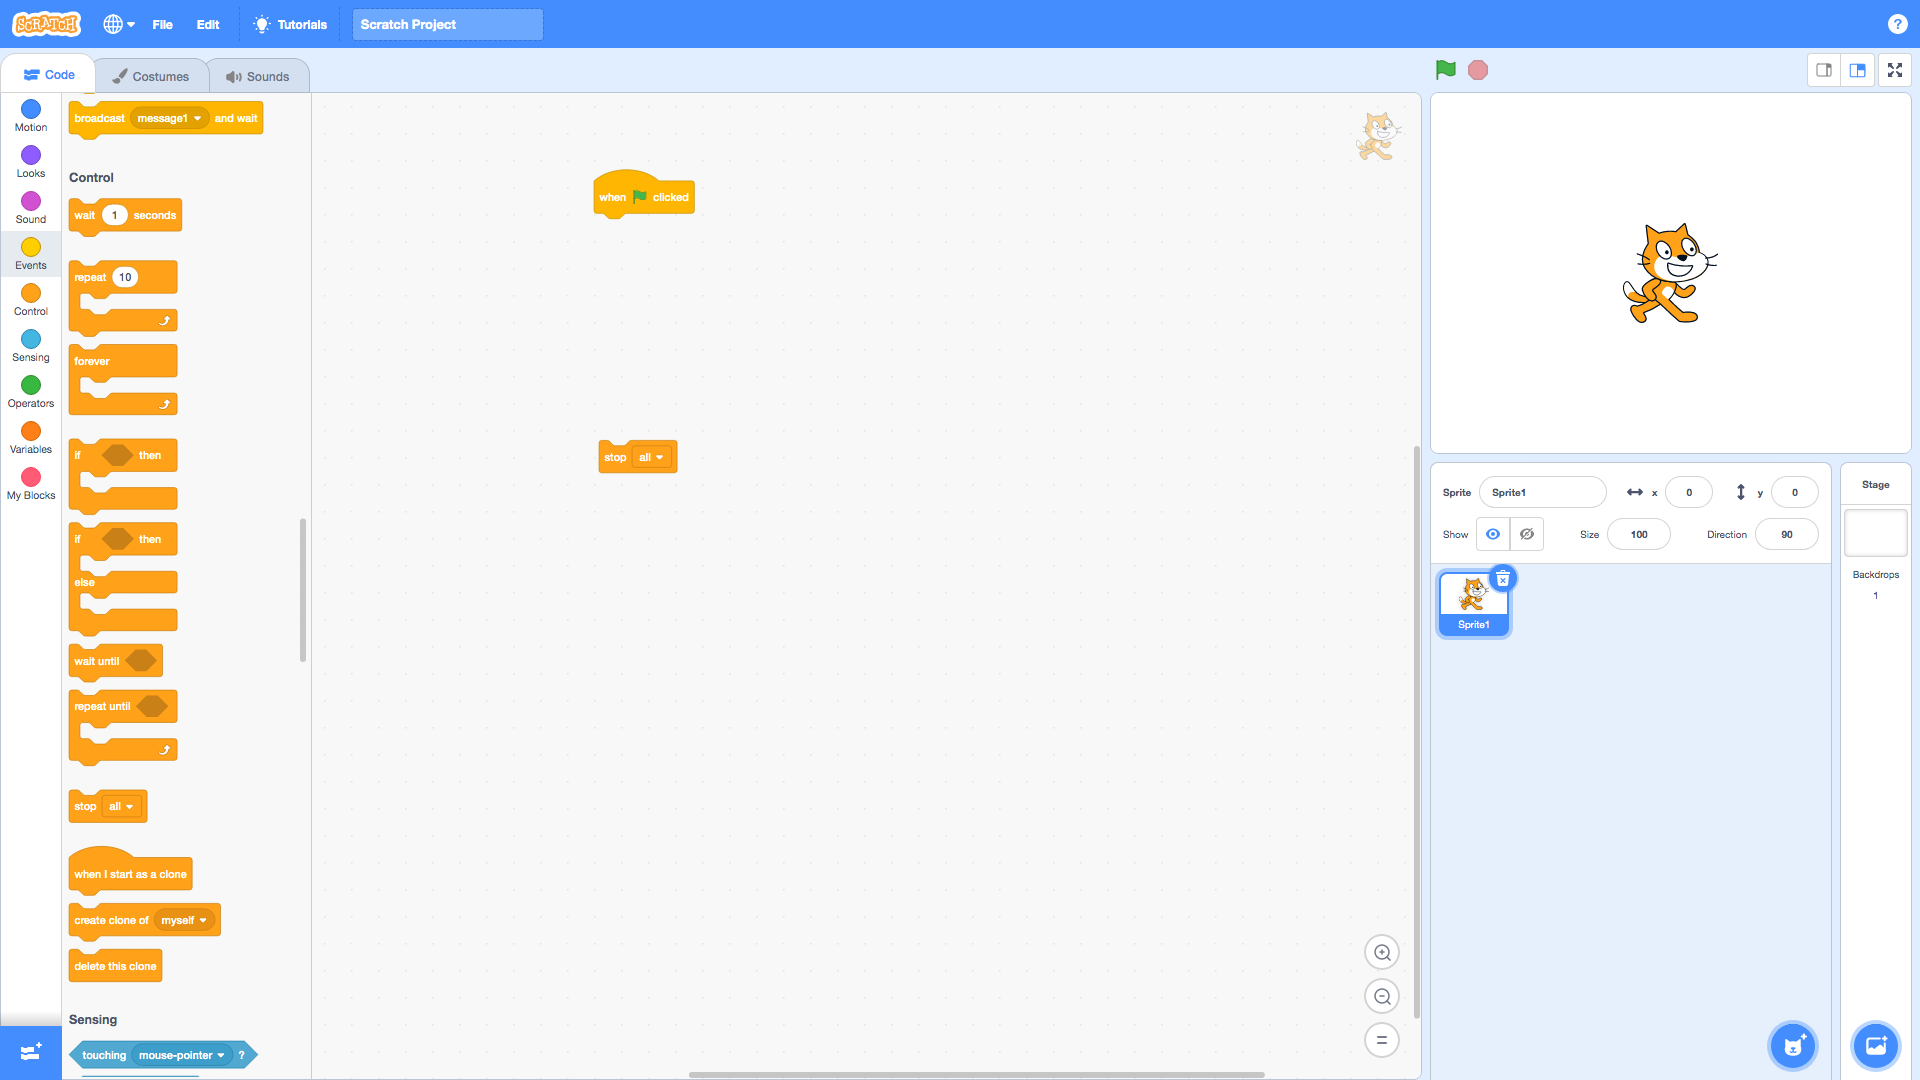 SCRATCH File Edit Tutorials Scratch Project ?
Code Costumes Sounds
Motion
Looks
Sound
Events
Control
Sensing
Operators
Variables
My Blocks
broadcast message1 and wait
Control
wait 1 seconds
repeat 10
forever
if then
if then
else
wait until
repeat until
stop all
when I start as a clone
create clone of myself
delete this clone
Sensing
touching mouse-pointer ?
when clicked
stop all
Sprite Sprite1 x 0 y 0
Show Size 100 Direction 90
Sprite1
Stage
Backdrops
1